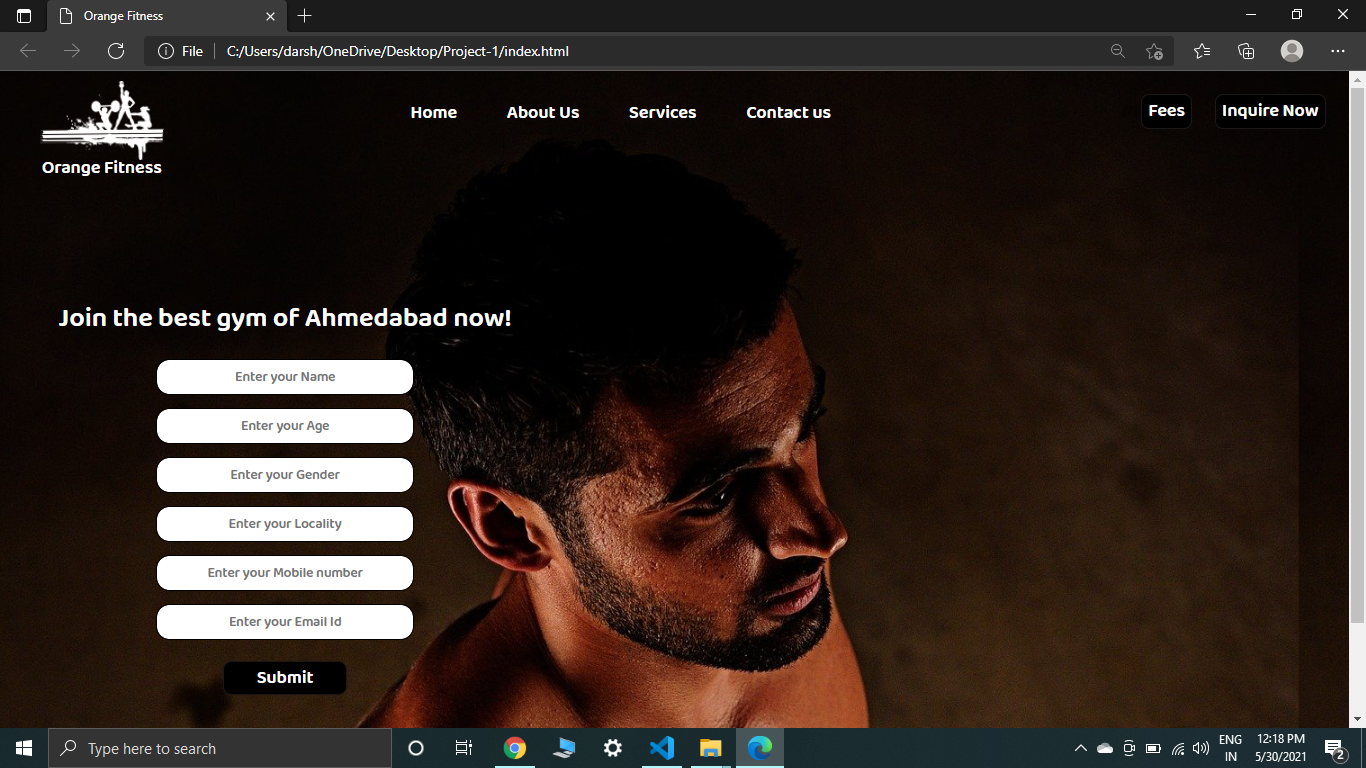 Orange Fitness
File
C:/Users/darsh/OneDrive/Desktop/Project-1/index.html
Home About Us Services Contact us
Fees Inquire Now
Orange Fitness
Join the best gym of Ahmedabad now!
Enter your Name
Enter your Age
Enter your Gender
Enter your Locality
Enter your Mobile number
Enter your Email Id
Submit
Type here to search
ENG
IN
12:18 PM
5/30/2021
2